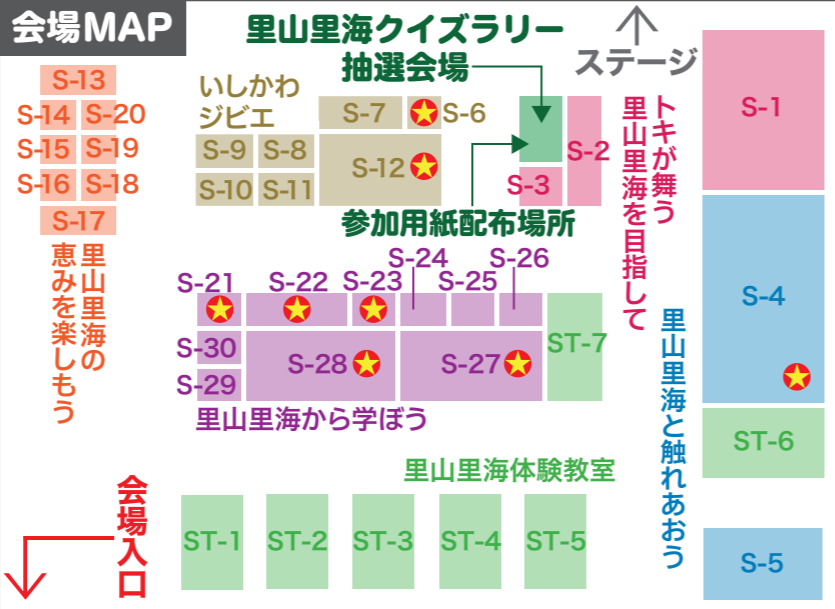 会場MAP
里山里海クイズラリー
抽選会場
ステージ
S-13
S-14
S-20
S-15
S-19
S-16
S-18
S-17
里山里海の
恵みを楽しもう
いしかわ
ジビエ
S-7
S-6
S-9
S-8
S-12
S-10
S-11
S-2
S-3
参加用紙配布場所
トキが舞う
里山里海を目指して
S-1
S-4
里山里海と触れあおう
ST-6
S-5
S-24
S-26
S-21
S-22
S-23
S-25
S-30
S-28
S-27
ST-7
S-29
里山里海から学ぼう
里山里海体験教室
会場入口
ST-1
ST-2
ST-3
ST-4
ST-5